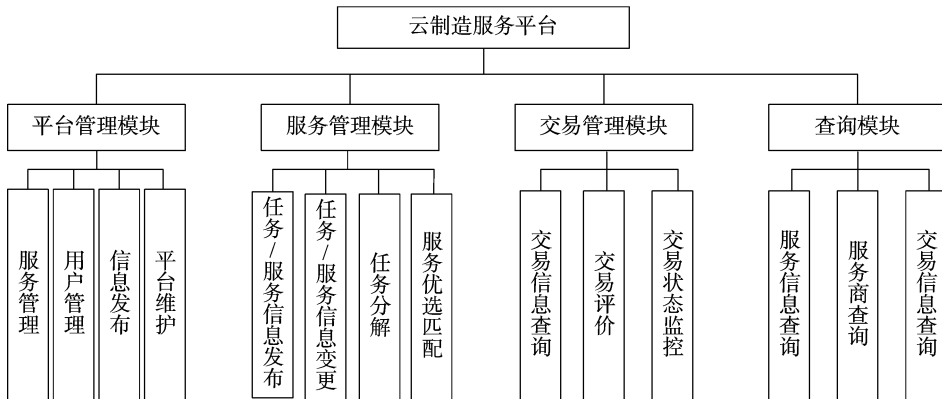 云制造服务平台
平台管理模块
服务管理模块
交易管理模块
查询模块
服务管理
用户管理
信息发布
平台维护
任务/服务信息发布
任务/服务信息变更
任务分解
服务优选匹配
交易信息查询
交易评价
交易状态监控
服务信息查询
服务商查询
交易信息查询